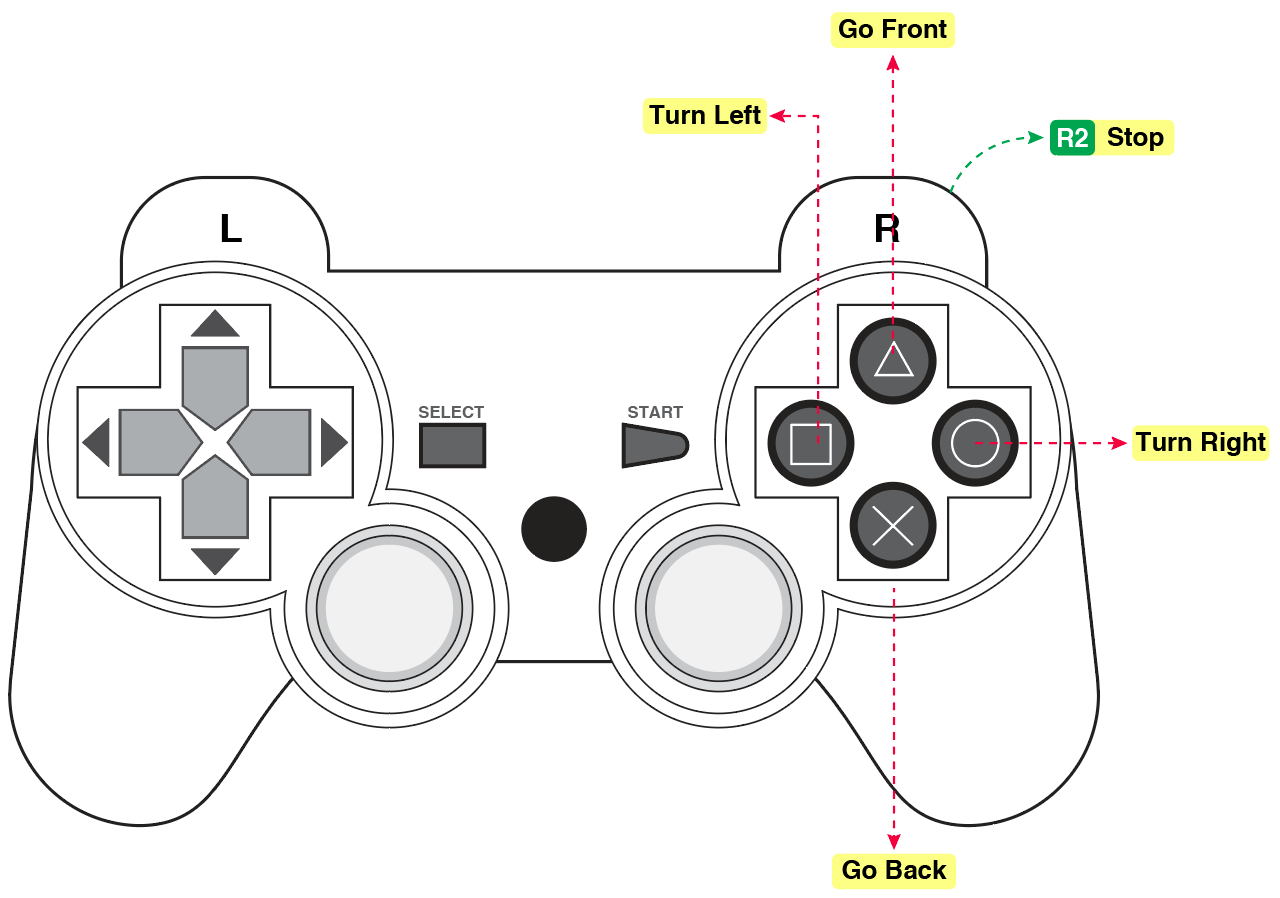 Go Front
Turn Left
R2 Stop
L
R
SELECT
START
Turn Right
Go Back